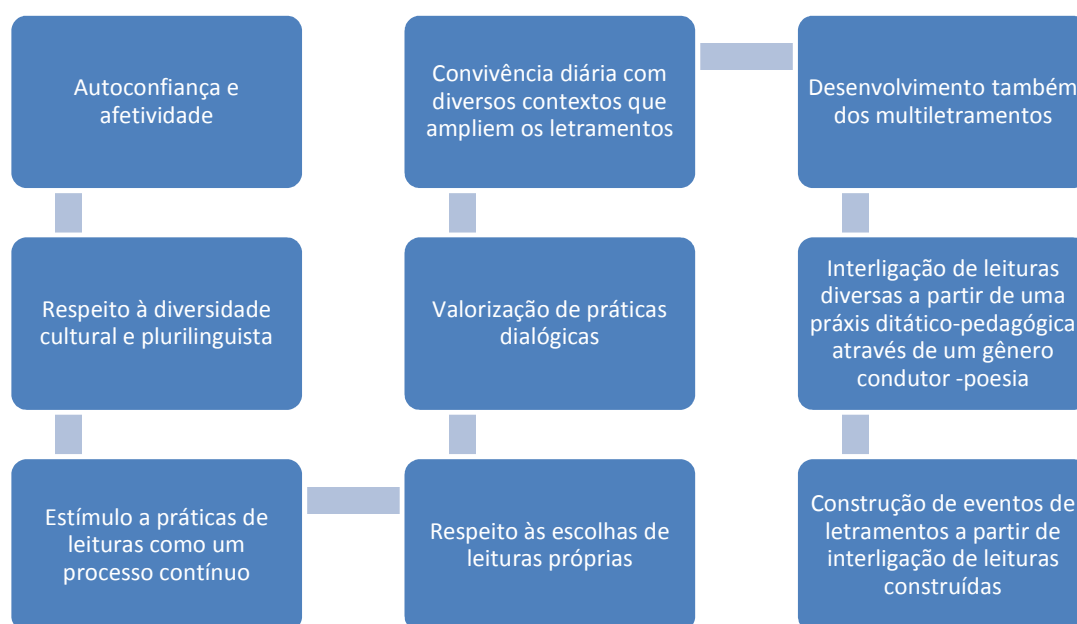 Autoconfiança e
afetividade
Respeito à diversidade
cultural e plurilinguista
Estímulo a práticas de
leituras como um
processo contínuo
Respeito às escolhas de
leituras próprias
Valorização de práticas
dialógicas
Convivência diária com
diversos contextos que
ampliem os letramentos
Desenvolvimento também
dos multiletramentos
Interligação de leituras
diversas a partir de uma
práxis ditático-pedagógica
através de um gênero
condutor -poesia
Construção de eventos de
letramentos a partir de
interligação de leituras
construídas